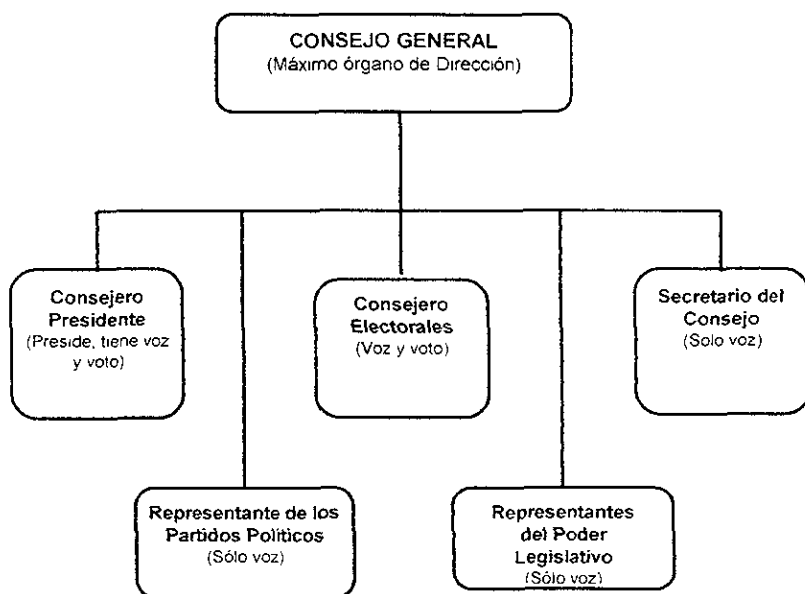 CONSEJO GENERAL
(Máximo órgano de Dirección)
Consejero
Presidente
(Preside, tiene voz
y voto)
Consejero
Electorales
(Voz y voto)
Secretario del
Consejo
(Solo voz)
Representante de los
Partidos Políticos
(Sólo voz)
Representantes
del Poder
Legislativo
(Sólo voz)